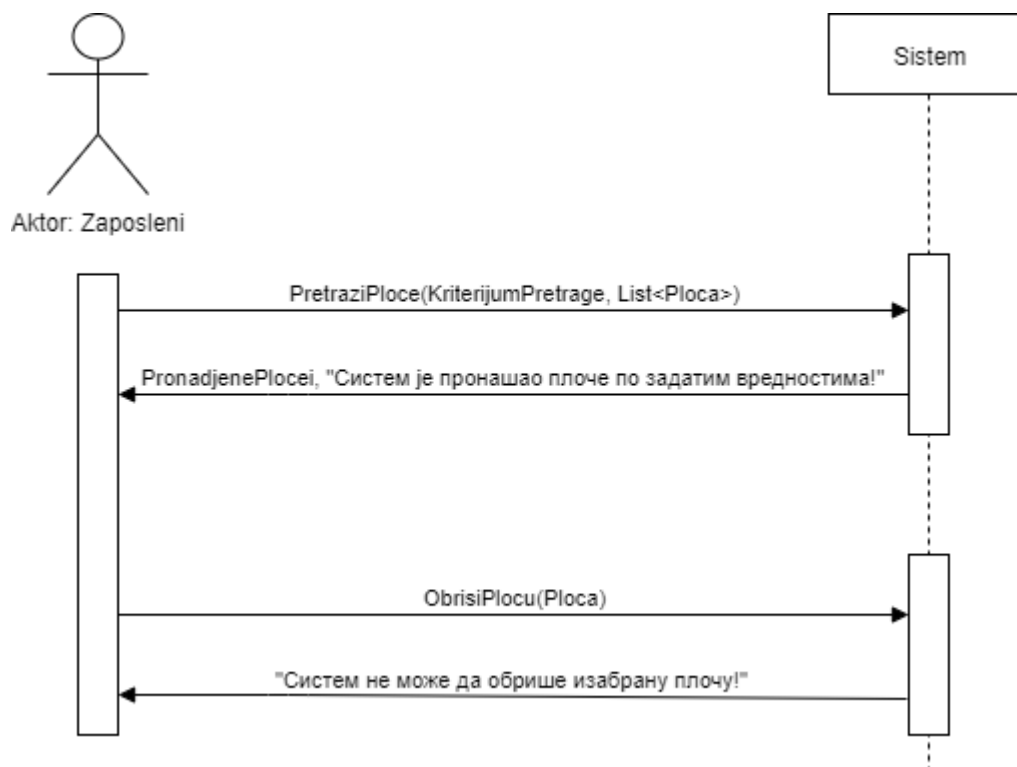 Sistem
Aktor: Zaposleni
PretraziPloce(KriterijumPretrage, List<Ploca>)
PronadjenePlocei, "Систем је пронашао плоче по задатим вредностима!"
ObrisiPlocu(Ploca)
"Систем не може да обрише изабрану плочу!"